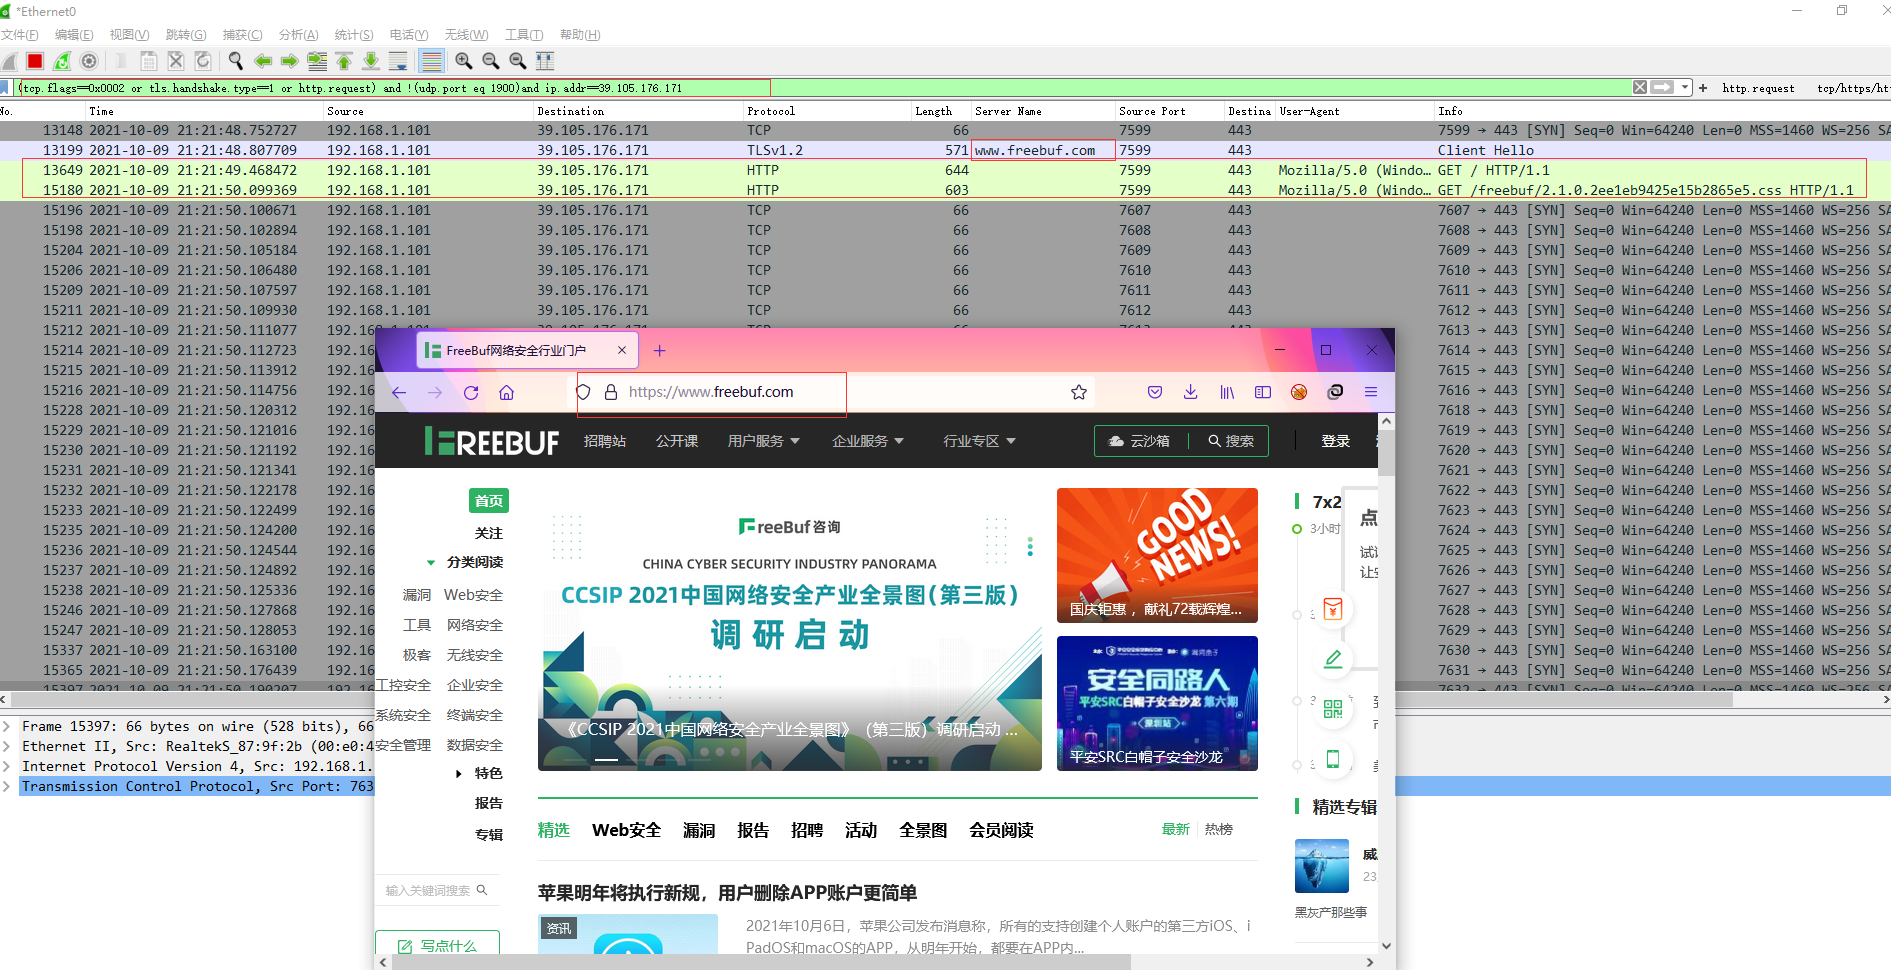 *Ethernet0
文件(F) 编辑(E) 视图(V) 跳转(G) 捕获(C) 分析(A) 统计(S) 电话(Y) 无线(W) 工具(T) 帮助(H)
(tcp.flags==0x0002 or tls.handshake.type==1 or http.request) and !(udp.port eq 1900)and ip.addr==39.105.176.171
http.request
No. Time Source Destination Protocol Length Server Name Source Port Destina User-Agent Info
13148 2021-10-09 21:21:48.752727 192.168.1.101 39.105.176.171 TCP 66 7599 443 7599 → 443 [SYN] Seq=0 Win=64240 Len=0 MSS=1460 WS=256 SA
13199 2021-10-09 21:21:48.807709 192.168.1.101 39.105.176.171 TLSv1.2 571 www.freebuf.com 7599 443 Client Hello
13649 2021-10-09 21:21:49.468472 192.168.1.101 39.105.176.171 HTTP 644 7599 443 Mozilla/5.0 (Windo… GET / HTTP/1.1
15180 2021-10-09 21:21:50.099369 192.168.1.101 39.105.176.171 HTTP 603 7599 443 Mozilla/5.0 (Windo… GET /freebuf/2.1.0.2ee1eb9425e15b2865e5.css HTTP/1.1
15196 2021-10-09 21:21:50.100671 192.168.1.101 39.105.176.171 TCP 66 7607 443 7607 → 443 [SYN] Seq=0 Win=64240 Len=0 MSS=1460 WS=256 SA
15198 2021-10-09 21:21:50.102894 192.168.1.101 39.105.176.171 TCP 66 7608 443 7608 → 443 [SYN] Seq=0 Win=64240 Len=0 MSS=1460 WS=256 SA
15204 2021-10-09 21:21:50.105184 192.168.1.101 39.105.176.171 TCP 66 7609 443 7609 → 443 [SYN] Seq=0 Win=64240 Len=0 MSS=1460 WS=256 SA
15206 2021-10-09 21:21:50.106480 192.168.1.101 39.105.176.171 TCP 66 7610 443 7610 → 443 [SYN] Seq=0 Win=64240 Len=0 MSS=1460 WS=256 SA
15209 2021-10-09 21:21:50.107597 192.168.1.101 39.105.176.171 TCP 66 7611 443 7611 → 443 [SYN] Seq=0 Win=64240 Len=0 MSS=1460 WS=256 SA
15211 2021-10-09 21:21:50.109930 192.168.1.101 39.105.176.171 TCP 66 7612 443 7612 → 443 [SYN] Seq=0 Win=64240 Len=0 MSS=1460 WS=256 SA
15212 2021-10-09 21:21:50.111077 7613 → 443 [SYN] Seq=0 Win=64240 Len=0 MSS=1460 WS=256 SA
15214 2021-10-09 21:21:50.112723 192.16 7614 → 443 [SYN] Seq=0 Win=64240 Len=0 MSS=1460 WS=256 SA
15215 2021-10-09 21:21:50.113912 192.16 7615 → 443 [SYN] Seq=0 Win=64240 Len=0 MSS=1460 WS=256 SA
15216 2021-10-09 21:21:50.114756 192.16 7616 → 443 [SYN] Seq=0 Win=64240 Len=0 MSS=1460 WS=256 SA
15228 2021-10-09 21:21:50.120312 192.16 7618 → 443 [SYN] Seq=0 Win=64240 Len=0 MSS=1460 WS=256 SA
15229 2021-10-09 21:21:50.121016 192.16 7619 → 443 [SYN] Seq=0 Win=64240 Len=0 MSS=1460 WS=256 SA
15230 2021-10-09 21:21:50.121192 192.16 7620 → 443 [SYN] Seq=0 Win=64240 Len=0 MSS=1460 WS=256 SA
15231 2021-10-09 21:21:50.121341 192.16 7621 → 443 [SYN] Seq=0 Win=64240 Len=0 MSS=1460 WS=256 SA
15232 2021-10-09 21:21:50.122178 192.16 7622 → 443 [SYN] Seq=0 Win=64240 Len=0 MSS=1460 WS=256 SA
15233 2021-10-09 21:21:50.122499 192.16 7623 → 443 [SYN] Seq=0 Win=64240 Len=0 MSS=1460 WS=256 SA
15235 2021-10-09 21:21:50.124200 192.16 7624 → 443 [SYN] Seq=0 Win=64240 Len=0 MSS=1460 WS=256 SA
15236 2021-10-09 21:21:50.124544 192.16 7625 → 443 [SYN] Seq=0 Win=64240 Len=0 MSS=1460 WS=256 SA
15237 2021-10-09 21:21:50.124892 192.16 7626 → 443 [SYN] Seq=0 Win=64240 Len=0 MSS=1460 WS=256 SA
15238 2021-10-09 21:21:50.125336 192.16 7627 → 443 [SYN] Seq=0 Win=64240 Len=0 MSS=1460 WS=256 SA
15246 2021-10-09 21:21:50.127868 192.16 7628 → 443 [SYN] Seq=0 Win=64240 Len=0 MSS=1460 WS=256 SA
15247 2021-10-09 21:21:50.128053 192.16 7629 → 443 [SYN] Seq=0 Win=64240 Len=0 MSS=1460 WS=256 SA
15337 2021-10-09 21:21:50.163100 192.16 7630 → 443 [SYN] Seq=0 Win=64240 Len=0 MSS=1460 WS=256 SA
15365 2021-10-09 21:21:50.176439 192.16 7631 → 443 [SYN] Seq=0 Win=64240 Len=0 MSS=1460 WS=256 SA
15397 2021-10-09 21:21:50.190207 192.16 7632 → 443 [SYN] Seq=0 Win=64240 Len=0 MSS=1460 WS=256 SA
Frame 15397: 66 bytes on wire (528 bits), 66
Ethernet II, Src: RealtekS_87:9f:2b (00:e0:4
Internet Protocol Version 4, Src: 192.168.1.
Transmission Control Protocol, Src Port: 763
FreeBuf网络安全行业门户
https://www.freebuf.com
FREEBUF 招聘站 公开课 用户服务 企业服务 行业专区 云沙箱 搜索 登录
首页
关注
分类阅读
漏洞 Web安全
工具 网络安全
极客 无线安全
工控安全 企业安全
系统安全 终端安全
安全管理 数据安全
特色
报告
专辑
输入关键词搜索
写点什么
FreeBuf咨询
CHINA CYBER SECURITY INDUSTRY PANORAMA
CCSIP 2021中国网络安全产业全景图(第三版)
调研启动
《CCSIP 2021中国网络安全产业全景图》（第三版）调研启动 ...
GOOD NEWS!
国庆钜惠，献礼72载辉煌...
安全同路人
平安SRC白帽子安全沙龙 第六期
深圳站
平安SRC白帽子安全沙龙
7x2
3小时
点
试
让
精选专辑
威
23
黑灰产那些事
精选 Web安全 漏洞 报告 招聘 活动 全景图 会员阅读 最新 热榜
苹果明年将执行新规，用户删除APP账户更简单
资讯
2021年10月6日，苹果公司发布消息称，所有的支持创建个人账户的第三方iOS、i
PadOS和macOS的APP，从明年开始，都要在APP内...